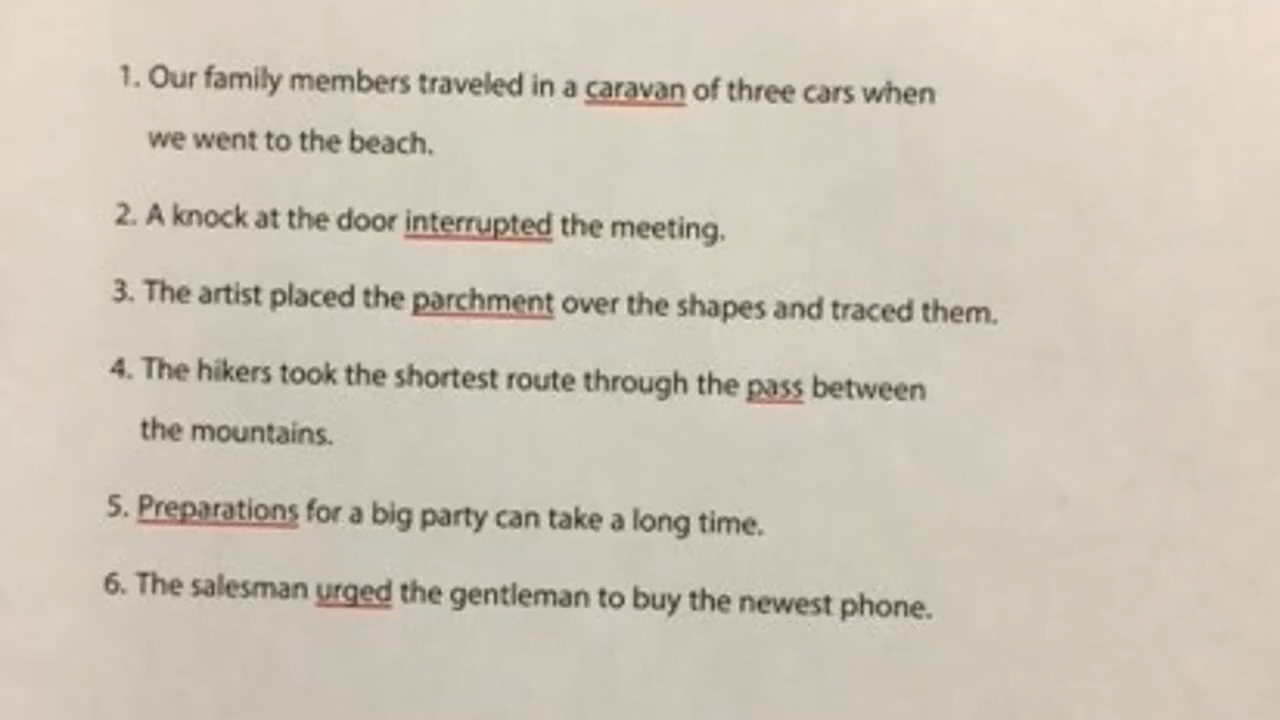 1. Our family members traveled in a caravan of three cars when
we went to the beach.
2. A knock at the door interrupted the meeting.
3. The artist placed the parchment over the shapes and traced them.
4. The hikers took the shortest route through the pass between
the mountains.
5. Preparations for a big party can take a long time.
6. The salesman urged the gentleman to buy the newest phone.